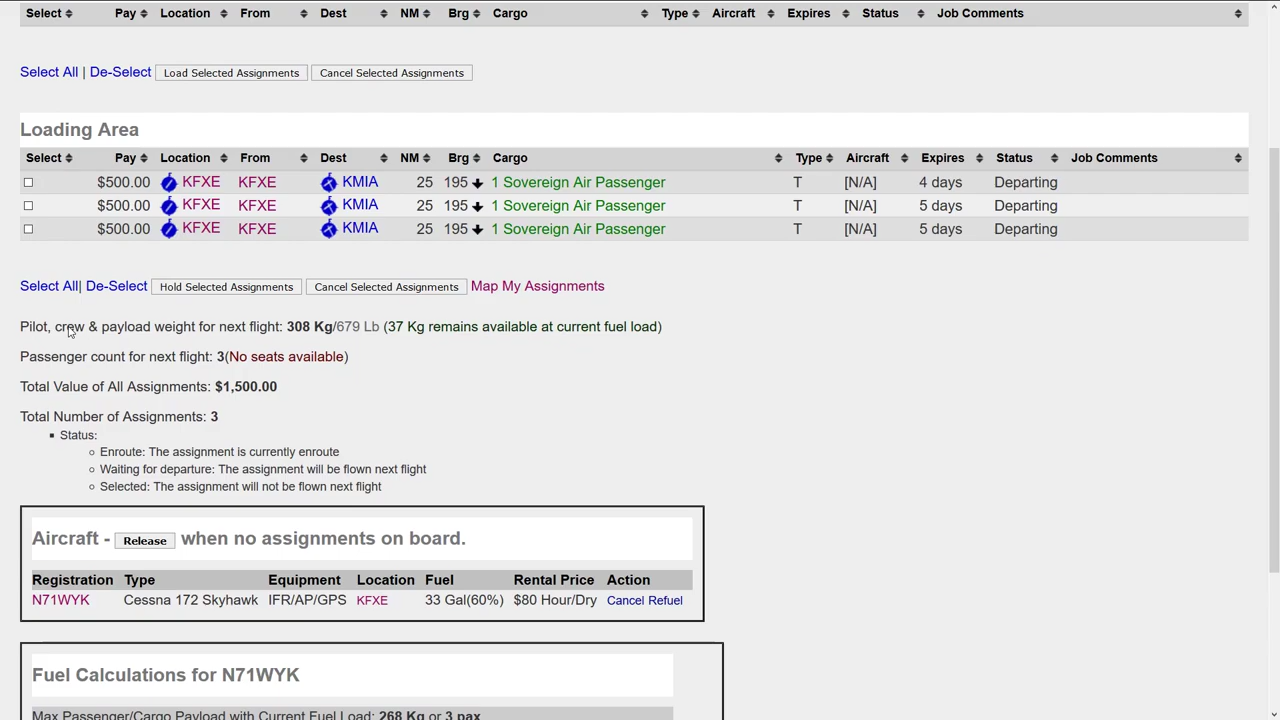 Select Pay Location From Dest NM Brg Cargo Type Aircraft Expires Status Job Comments
Select All | De-Select Load Selected Assignments Cancel Selected Assignments
Loading Area
Select Pay Location From Dest NM Brg Cargo Type Aircraft Expires Status Job Comments
$500.00 KFXE KFXE KMIA 25 195 1 Sovereign Air Passenger T [N/A] 4 days Departing
$500.00 KFXE KFXE KMIA 25 195 1 Sovereign Air Passenger T [N/A] 5 days Departing
$500.00 KFXE KFXE KMIA 25 195 1 Sovereign Air Passenger T [N/A] 5 days Departing
Select All| De-Select Hold Selected Assignments Cancel Selected Assignments Map My Assignments
Pilot, crew & payload weight for next flight: 308 Kg/679 Lb (37 Kg remains available at current fuel load)
Passenger count for next flight: 3(No seats available)
Total Value of All Assignments: $1,500.00
Total Number of Assignments: 3
Status:
Enroute: The assignment is currently enroute
Waiting for departure: The assignment will be flown next flight
Selected: The assignment will not be flown next flight
Aircraft - Release when no assignments on board.
Registration Type Equipment Location Fuel Rental Price Action
N71WYK Cessna 172 Skyhawk IFR/AP/GPS KFXE 33 Gal(60%) $80 Hour/Dry Cancel Refuel
Fuel Calculations for N71WYK
Max Passenger/Cargo Payload with Current Fuel Load: 268 Kg or 3 pax